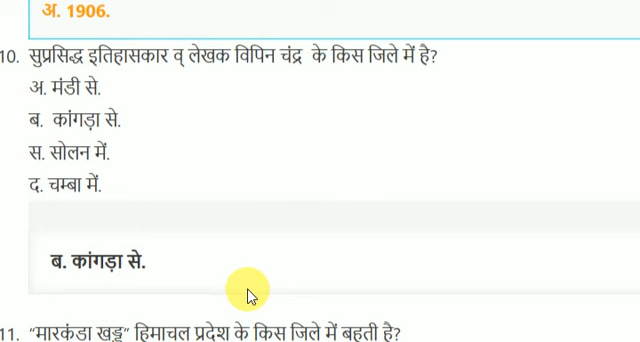 अ. 1906.
10. सुप्रसिद्ध इतिहासकार व् लेखक विपिन चंद्र के किस जिले में है?
अ. मंडी से.
ब. कांगड़ा से.
स. सोलन में.
द. चम्बा में.
ब. कांगड़ा से.
11. “मारकंडा खड्ड” हिमाचल प्रदेश के किस जिले में बहती है?